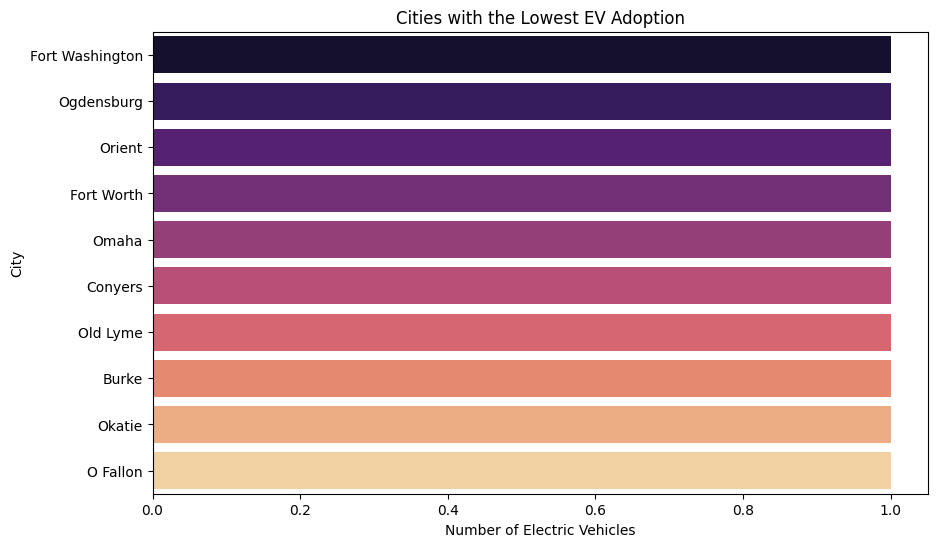 Cities with the Lowest EV Adoption
Fort Washington
Ogdensburg
Orient
Fort Worth
Omaha
Conyers
Old Lyme
Burke
Okatie
O Fallon
City
0.0 0.2 0.4 0.6 0.8 1.0
Number of Electric Vehicles